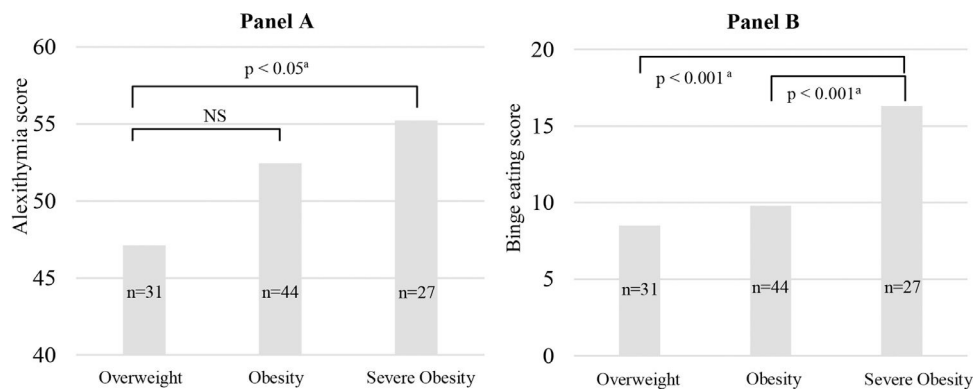 Panel A
60
55
50
45
40
Alexithymia score
p < 0.05ᵃ
NS
n=31
n=44
n=27
Overweight
Obesity
Severe Obesity
Panel B
20
15
10
5
0
Binge eating score
p < 0.001ᵃ
p < 0.001ᵃ
n=31
n=44
n=27
Overweight
Obesity
Severe Obesity